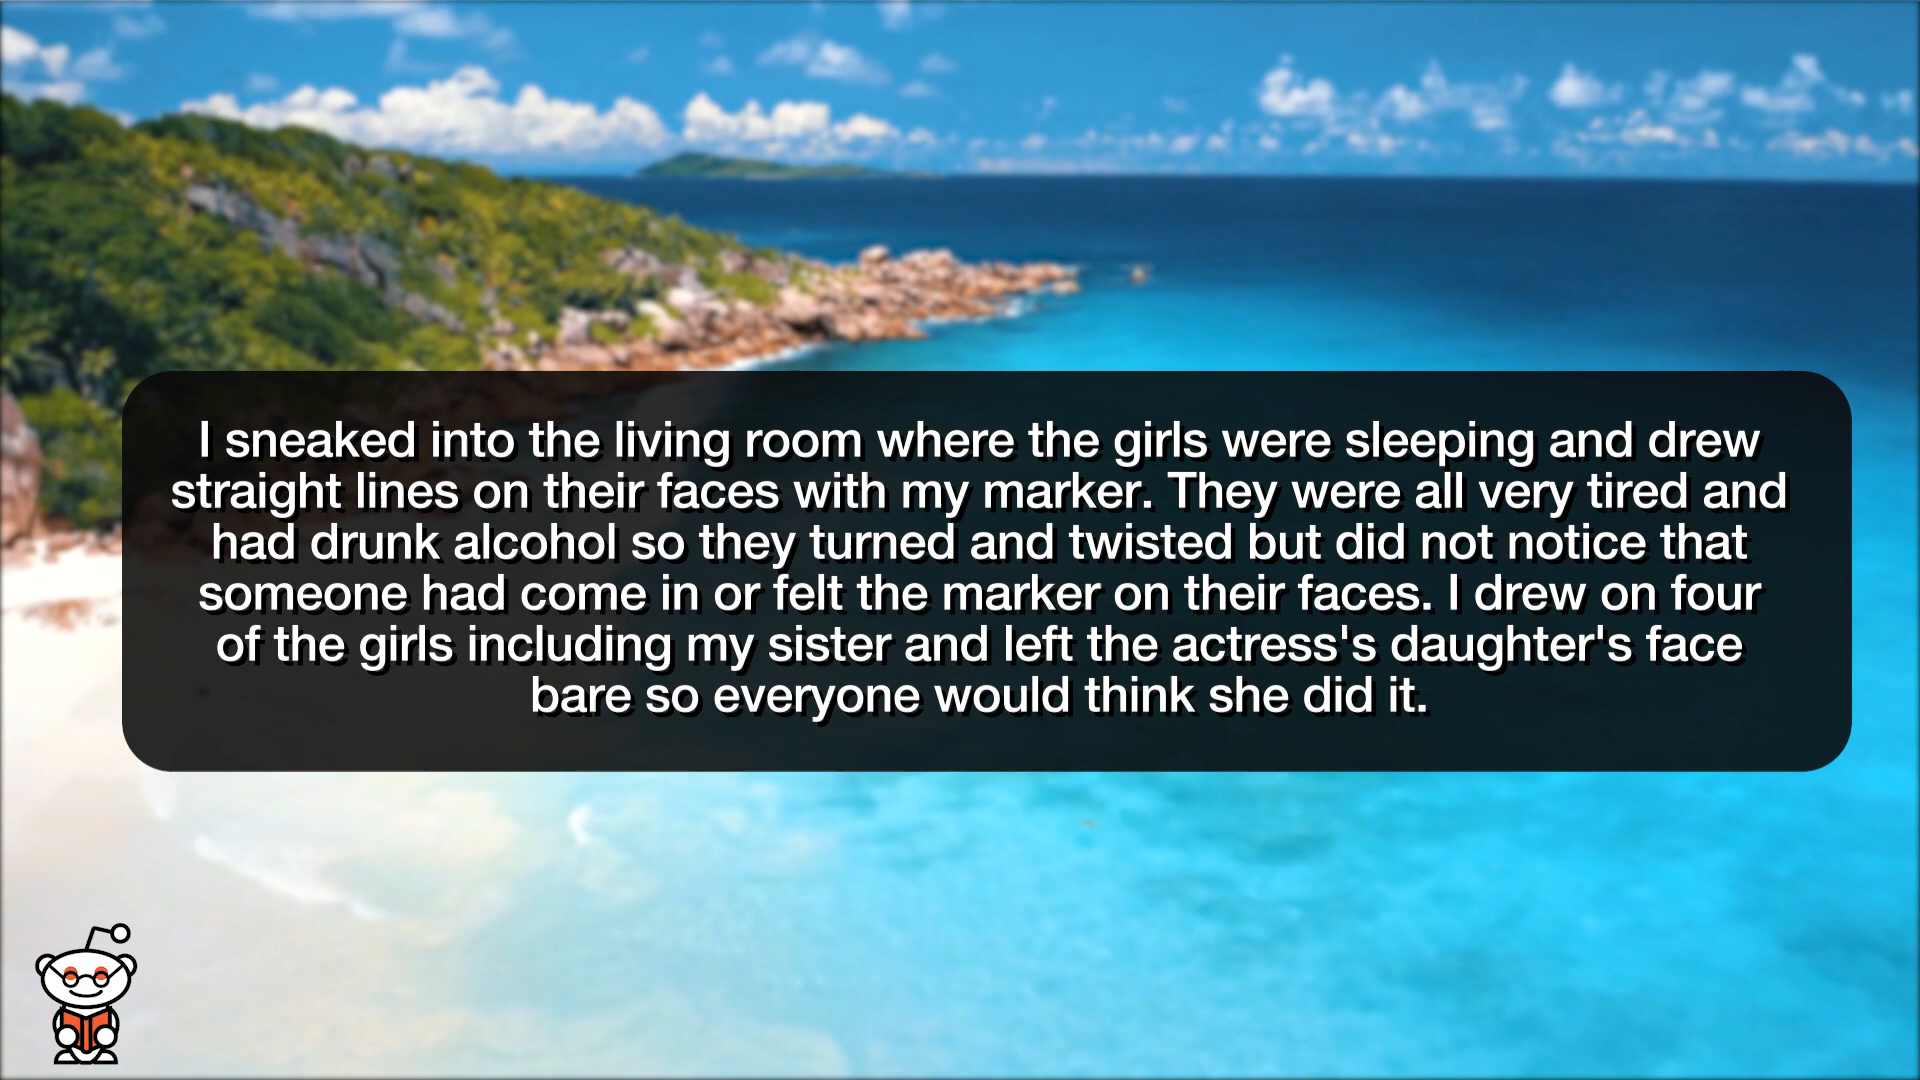 I sneaked into the living room where the girls were sleeping and drew
straight lines on their faces with my marker. They were all very tired and
had drunk alcohol so they turned and twisted but did not notice that
someone had come in or felt the marker on their faces. I drew on four
of the girls including my sister and left the actress's daughter's face
bare so everyone would think she did it.